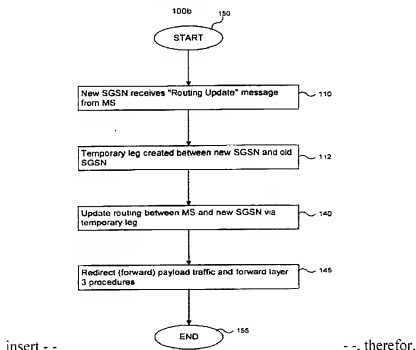 100b
150
START
New SGSN receives "Routing Update" message
from MS
110
Temporary leg created between new SGSN and old
SGSN
112
Update routing between MS and new SGSN via
temporary leg
140
Redirect (forward) payload traffic and forward layer
3 procedures
145
END
155
insert - -
- -, therefor.